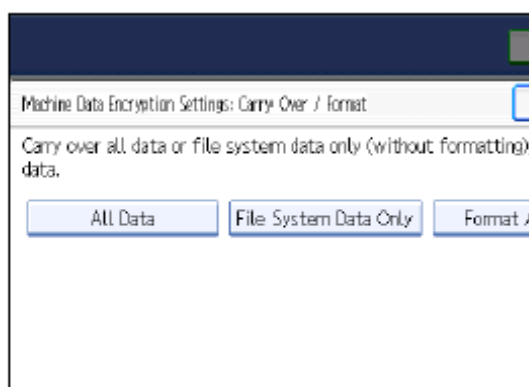 Machine Data Encryption Settings: Carry Over / Format
Carry over all data or file system data only (without formatting)
data.
All Data
File System Data Only
Format